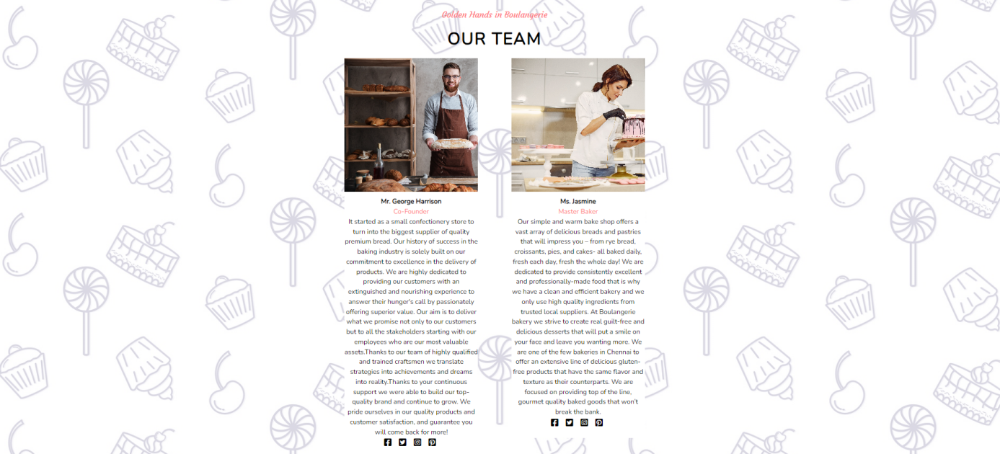 Golden Hands in Boulangerie
OUR TEAM
Mr. George Harrison
Co-Founder
It started as a small confectionery store to
turn into the biggest supplier of quality
premium bread. Our history of success in the
baking industry is solely built on our
commitment to excellence in the delivery of
products. We are highly dedicated to
providing our customers with an
extinguished and nourishing experience to
answer their hunger's call by passionately
offering superior value. Our aim is to deliver
what we promise not only to our customers
but to all the stakeholders starting with our
employees who are our most valuable
assets.Thanks to our team of highly qualified
and trained craftsmen we translate
strategies into achievements and dreams
into reality.Thanks to your continuous
support we were able to build our top-
quality brand and continue to grow. We
pride ourselves in our quality products and
customer satisfaction, and guarantee you
will come back for more!
Ms. Jasmine
Master Baker
Our simple and warm bake shop offers a
vast array of delicious breads and pastries
that will impress you – from rye bread,
croissants, pies, and cakes- all baked daily,
fresh each day, fresh the whole day! We are
dedicated to provide consistently excellent
and professionally-made food that is why
we have a clean and efficient bakery and we
only use high quality ingredients from
trusted local suppliers. At Boulangerie
bakery we strive to create real guilt-free and
delicious desserts that will put a smile on
your face and leave you wanting more. We
are one of the few bakeries in Chennai to
offer an extensive line of delicious gluten-
free products that have the same flavor and
texture as their counterparts. We are
focused on providing top of the line,
gourmet quality baked goods that won't
break the bank.